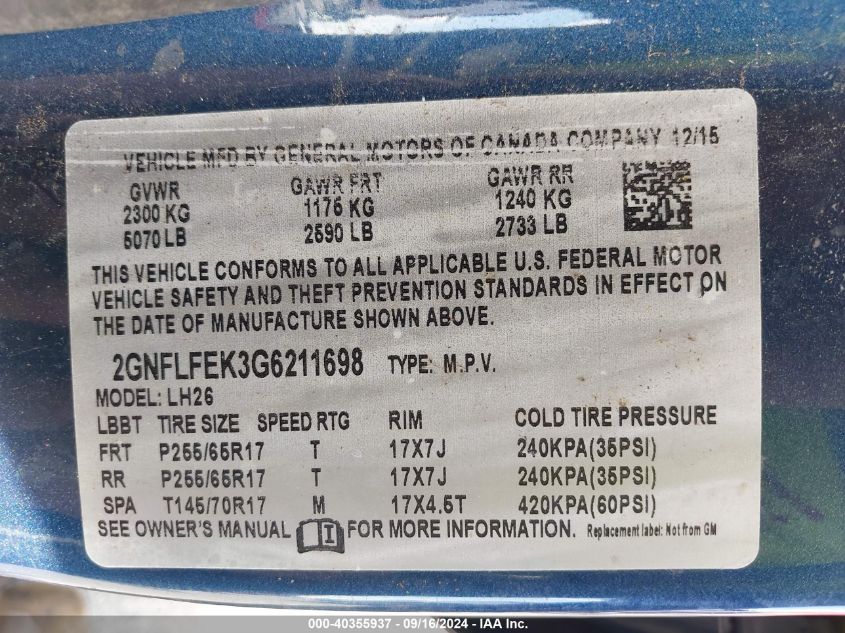 VEHICLE MFD BY GENERAL MOTORS OF CANADA COMPANY 12/15
GVWR GAWR FRT GAWR RR
2300 KG 1175 KG 1240 KG
5070 LB 2590 LB 2733 LB
THIS VEHICLE CONFORMS TO ALL APPLICABLE U.S. FEDERAL MOTOR
VEHICLE SAFETY AND THEFT PREVENTION STANDARDS IN EFFECT ON
THE DATE OF MANUFACTURE SHOWN ABOVE.
2GNFLFEK3G6211698 TYPE: M.P.V.
MODEL: LH26
LBBT TIRE SIZE SPEED RTG RIM COLD TIRE PRESSURE
FRT P255/65R17 T 17X7J 240KPA(35PSI)
RR P255/65R17 T 17X7J 240KPA(35PSI)
SPA T145/70R17 M 17X4.5T 420KPA(60PSI)
SEE OWNER'S MANUAL FOR MORE INFORMATION. Replacement label: Not from GM
000-40355937 - 09/16/2024 - IAA Inc.